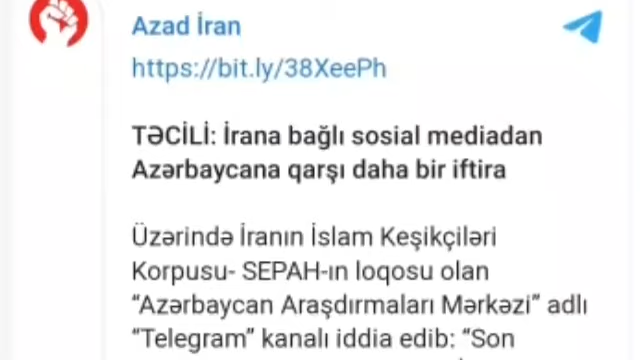 Azad İran
https://bit.ly/38XeePh
TƏCİLİ: İrana bağlı sosial mediadan
Azərbaycana qarşı daha bir iftira
Üzərində İranın İslam Keşikçiləri
Korpusu- SEPAH-ın loqosu olan
“Azərbaycan Araşdırmaları Mərkəzi” adlı
“Telegram” kanalı iddia edib: “Son